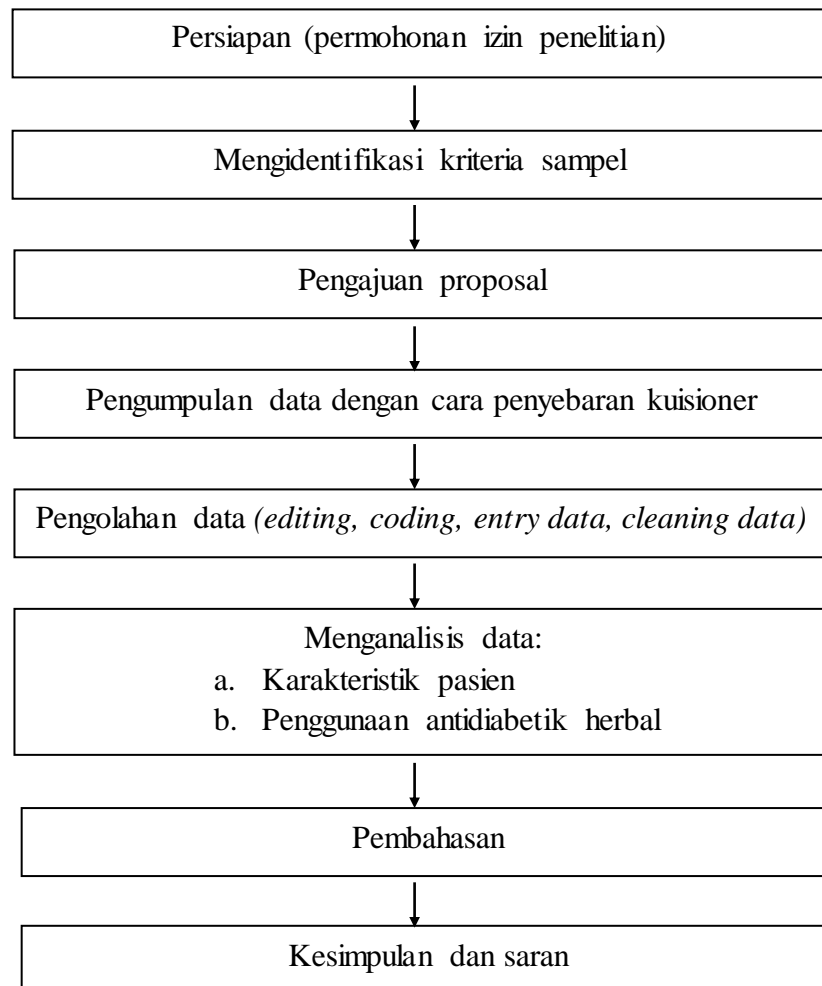 Persiapan (permohonan izin penelitian)
Mengidentifikasi kriteria sampel
Pengajuan proposal
Pengumpulan data dengan cara penyebaran kuisioner
Pengolahan data (editing, coding, entry data, cleaning data)
Menganalisis data:
a. Karakteristik pasien
b. Penggunaan antidiabetik herbal
Pembahasan
Kesimpulan dan saran